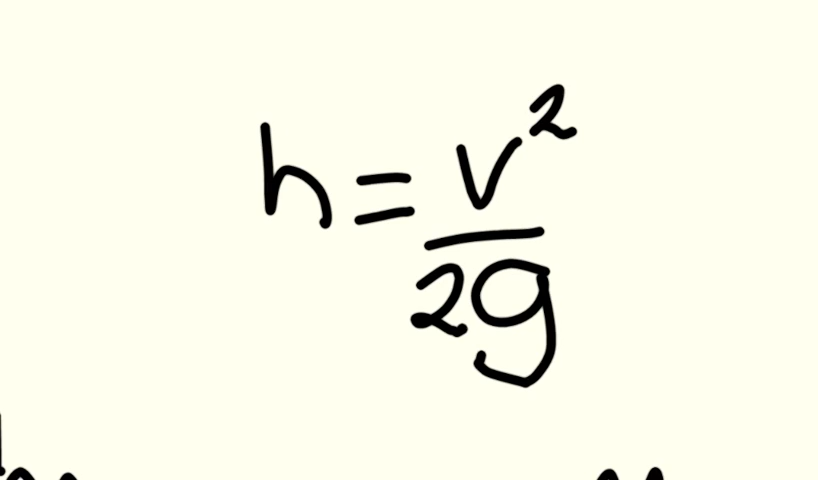 h = v²/2g